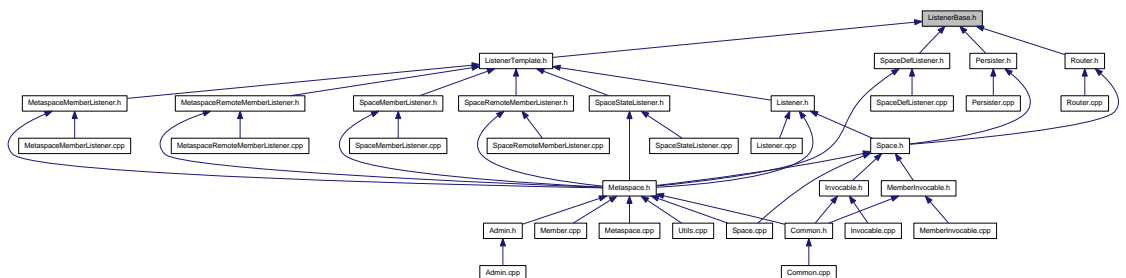 ListenerBase.h
ListenerTemplate.h
SpaceDefListener.h
Persister.h
Router.h
MetaspaceMemberListener.h
MetaspaceRemoteMemberListener.h
SpaceMemberListener.h
SpaceRemoteMemberListener.h
SpaceStateListener.h
Listener.h
SpaceDefListener.cpp
Persister.cpp
Router.cpp
MetaspaceMemberListener.cpp
MetaspaceRemoteMemberListener.cpp
SpaceMemberListener.cpp
SpaceRemoteMemberListener.cpp
SpaceStateListener.cpp
Listener.cpp
Space.h
Metaspace.h
Invocable.h
MemberInvocable.h
Admin.h
Member.cpp
Metaspace.cpp
Utils.cpp
Space.cpp
Common.h
Invocable.cpp
MemberInvocable.cpp
Admin.cpp
Common.cpp